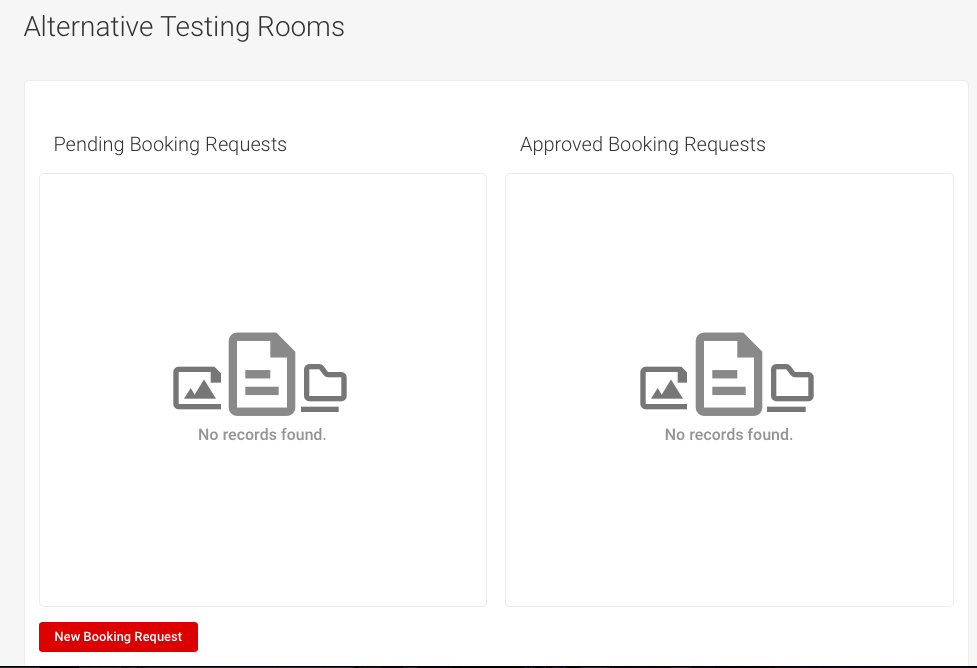 Alternative Testing Rooms
Pending Booking Requests
Approved Booking Requests
No records found.
No records found.
New Booking Request